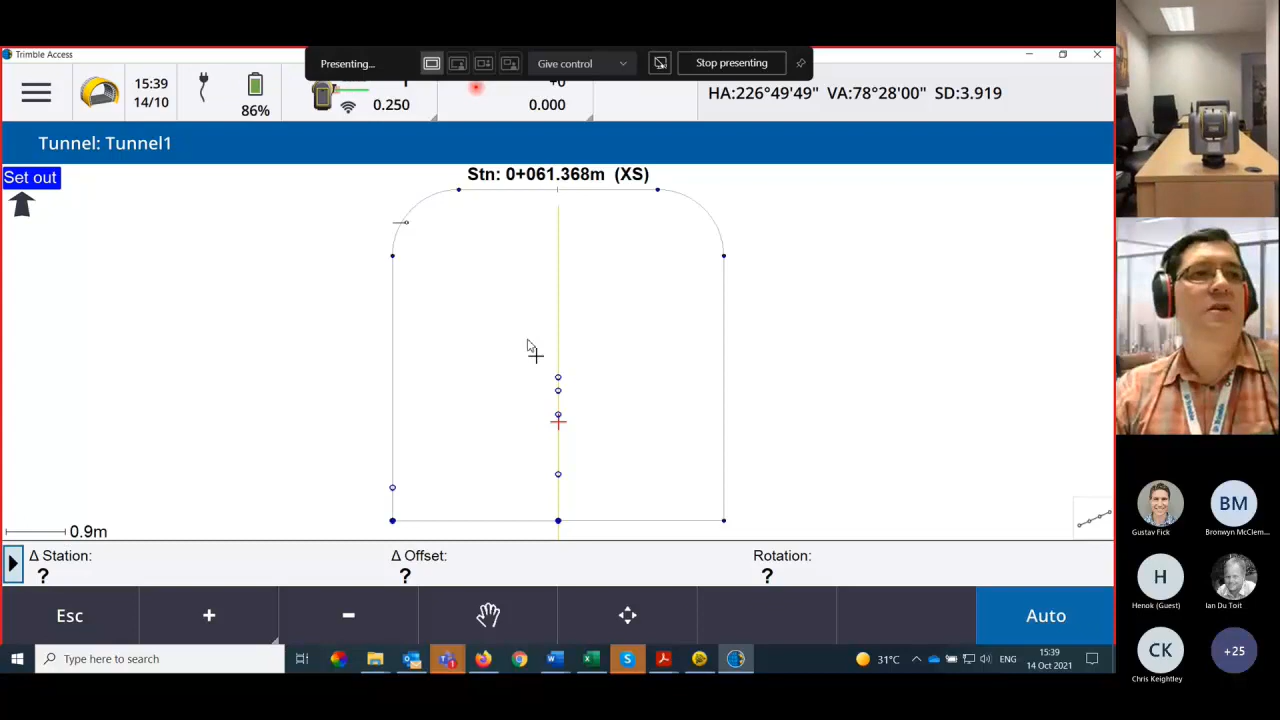 Trimble Access
Presenting...
Give control
Stop presenting
15:39
14/10
86%
0.250
0.000
HA:226°49'49" VA:78°28'00" SD:3.919
Tunnel: Tunnel1
Stn: 0+061.368m (XS)
Set out
0.9m
Δ Station:
?
Δ Offset:
?
Rotation:
?
Esc
+
-
Auto
Type here to search
31°C
ENG
15:39
14 Oct 2021
BM
Gustav Fick
Bronwyn McClem...
H
Henok (Guest)
Ian Du Toit
CK
+25
Chris Keightley